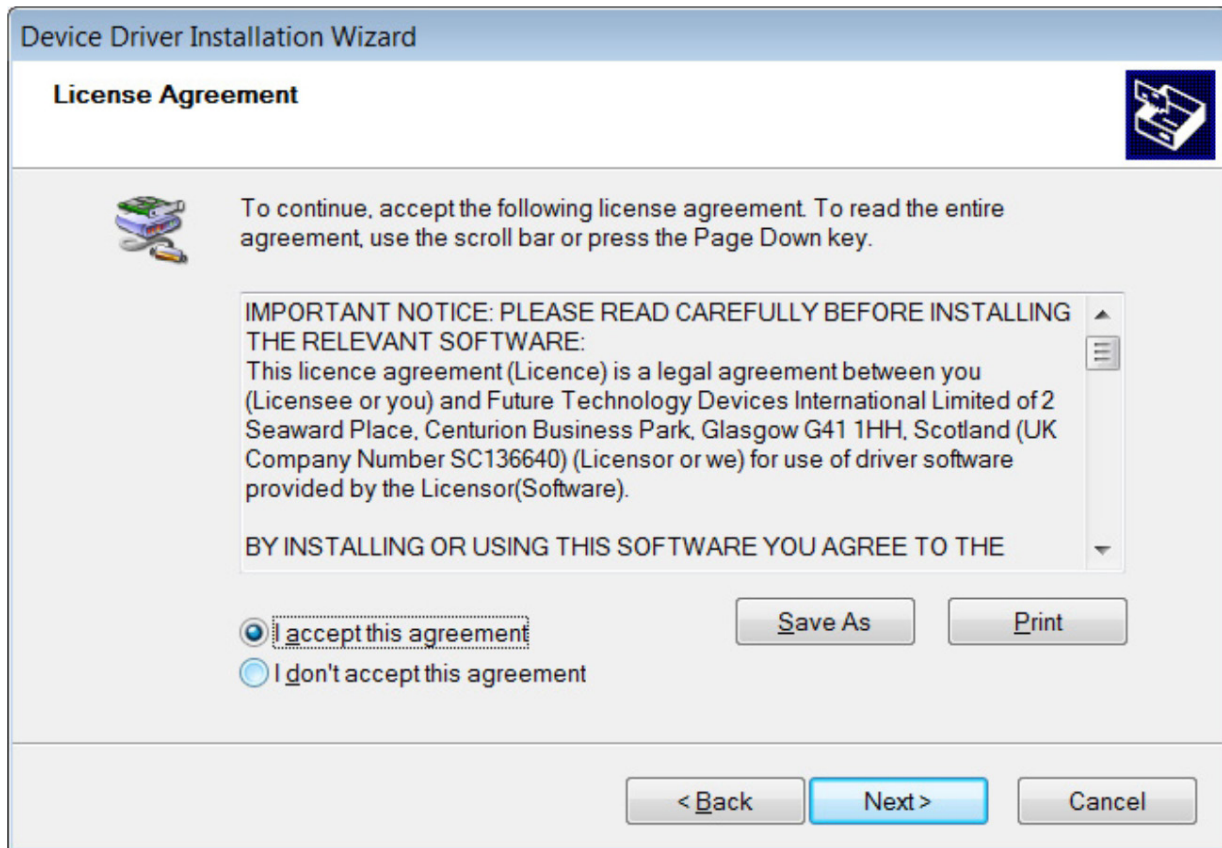 Device Driver Installation Wizard
License Agreement
To continue, accept the following license agreement. To read the entire
agreement, use the scroll bar or press the Page Down key.
IMPORTANT NOTICE: PLEASE READ CAREFULLY BEFORE INSTALLING
THE RELEVANT SOFTWARE:
This licence agreement (Licence) is a legal agreement between you
(Licensee or you) and Future Technology Devices International Limited of 2
Seaward Place, Centurion Business Park, Glasgow G41 1HH, Scotland (UK
Company Number SC136640) (Licensor or we) for use of driver software
provided by the Licensor(Software).
BY INSTALLING OR USING THIS SOFTWARE YOU AGREE TO THE
I accept this agreement
Save As
Print
I don't accept this agreement
< Back
Next >
Cancel